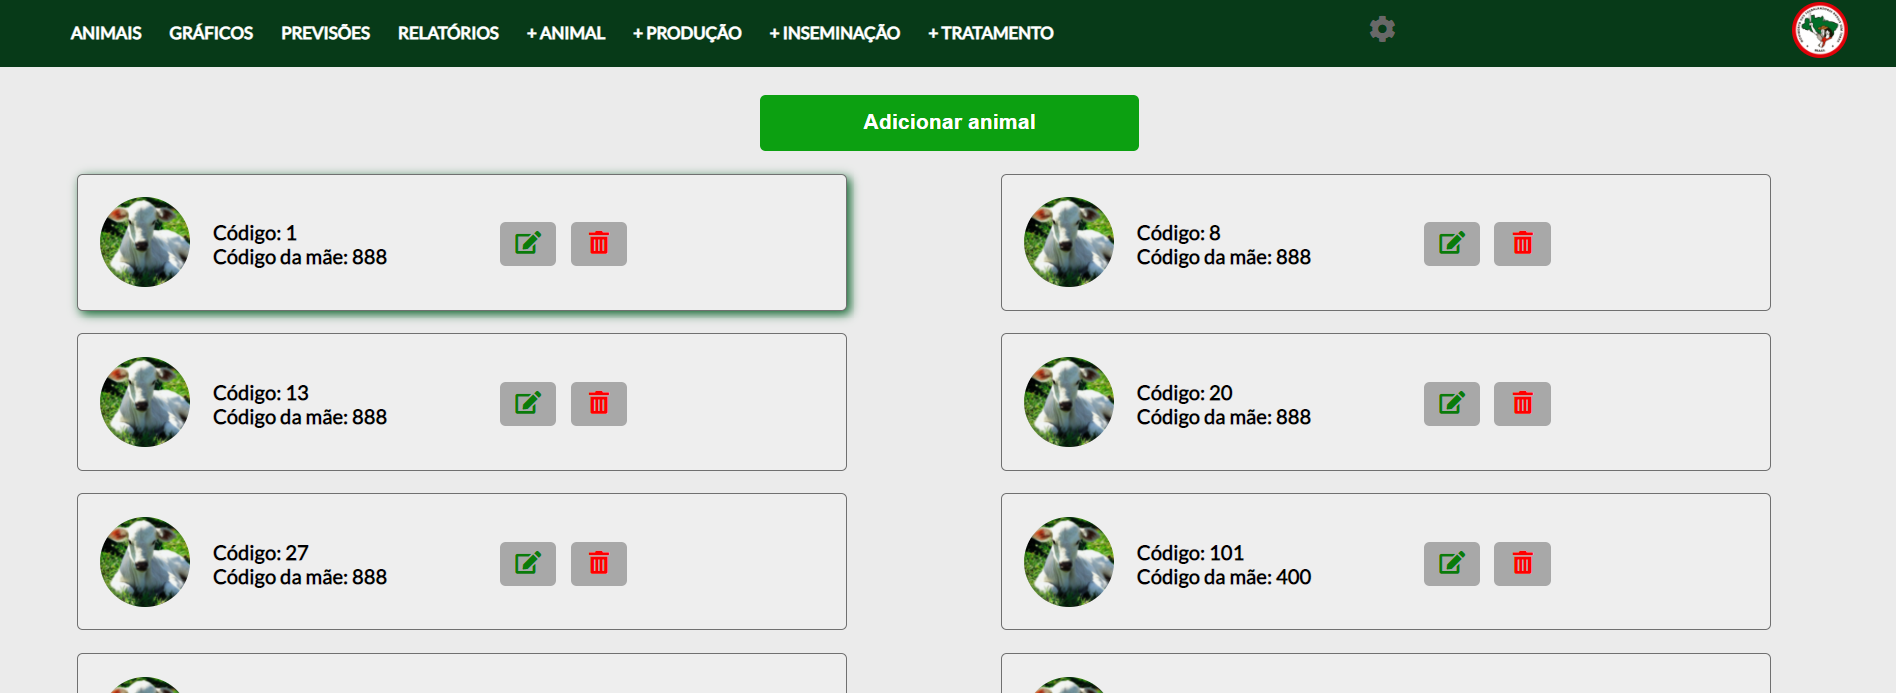 ANIMAIS GRÁFICOS PREVISÕES RELATÓRIOS + ANIMAL + PRODUÇÃO + INSEMINAÇÃO + TRATAMENTO
Adicionar animal
Código: 1
Código da mãe: 888
Código: 8
Código da mãe: 888
Código: 13
Código da mãe: 888
Código: 20
Código da mãe: 888
Código: 27
Código da mãe: 888
Código: 101
Código da mãe: 400